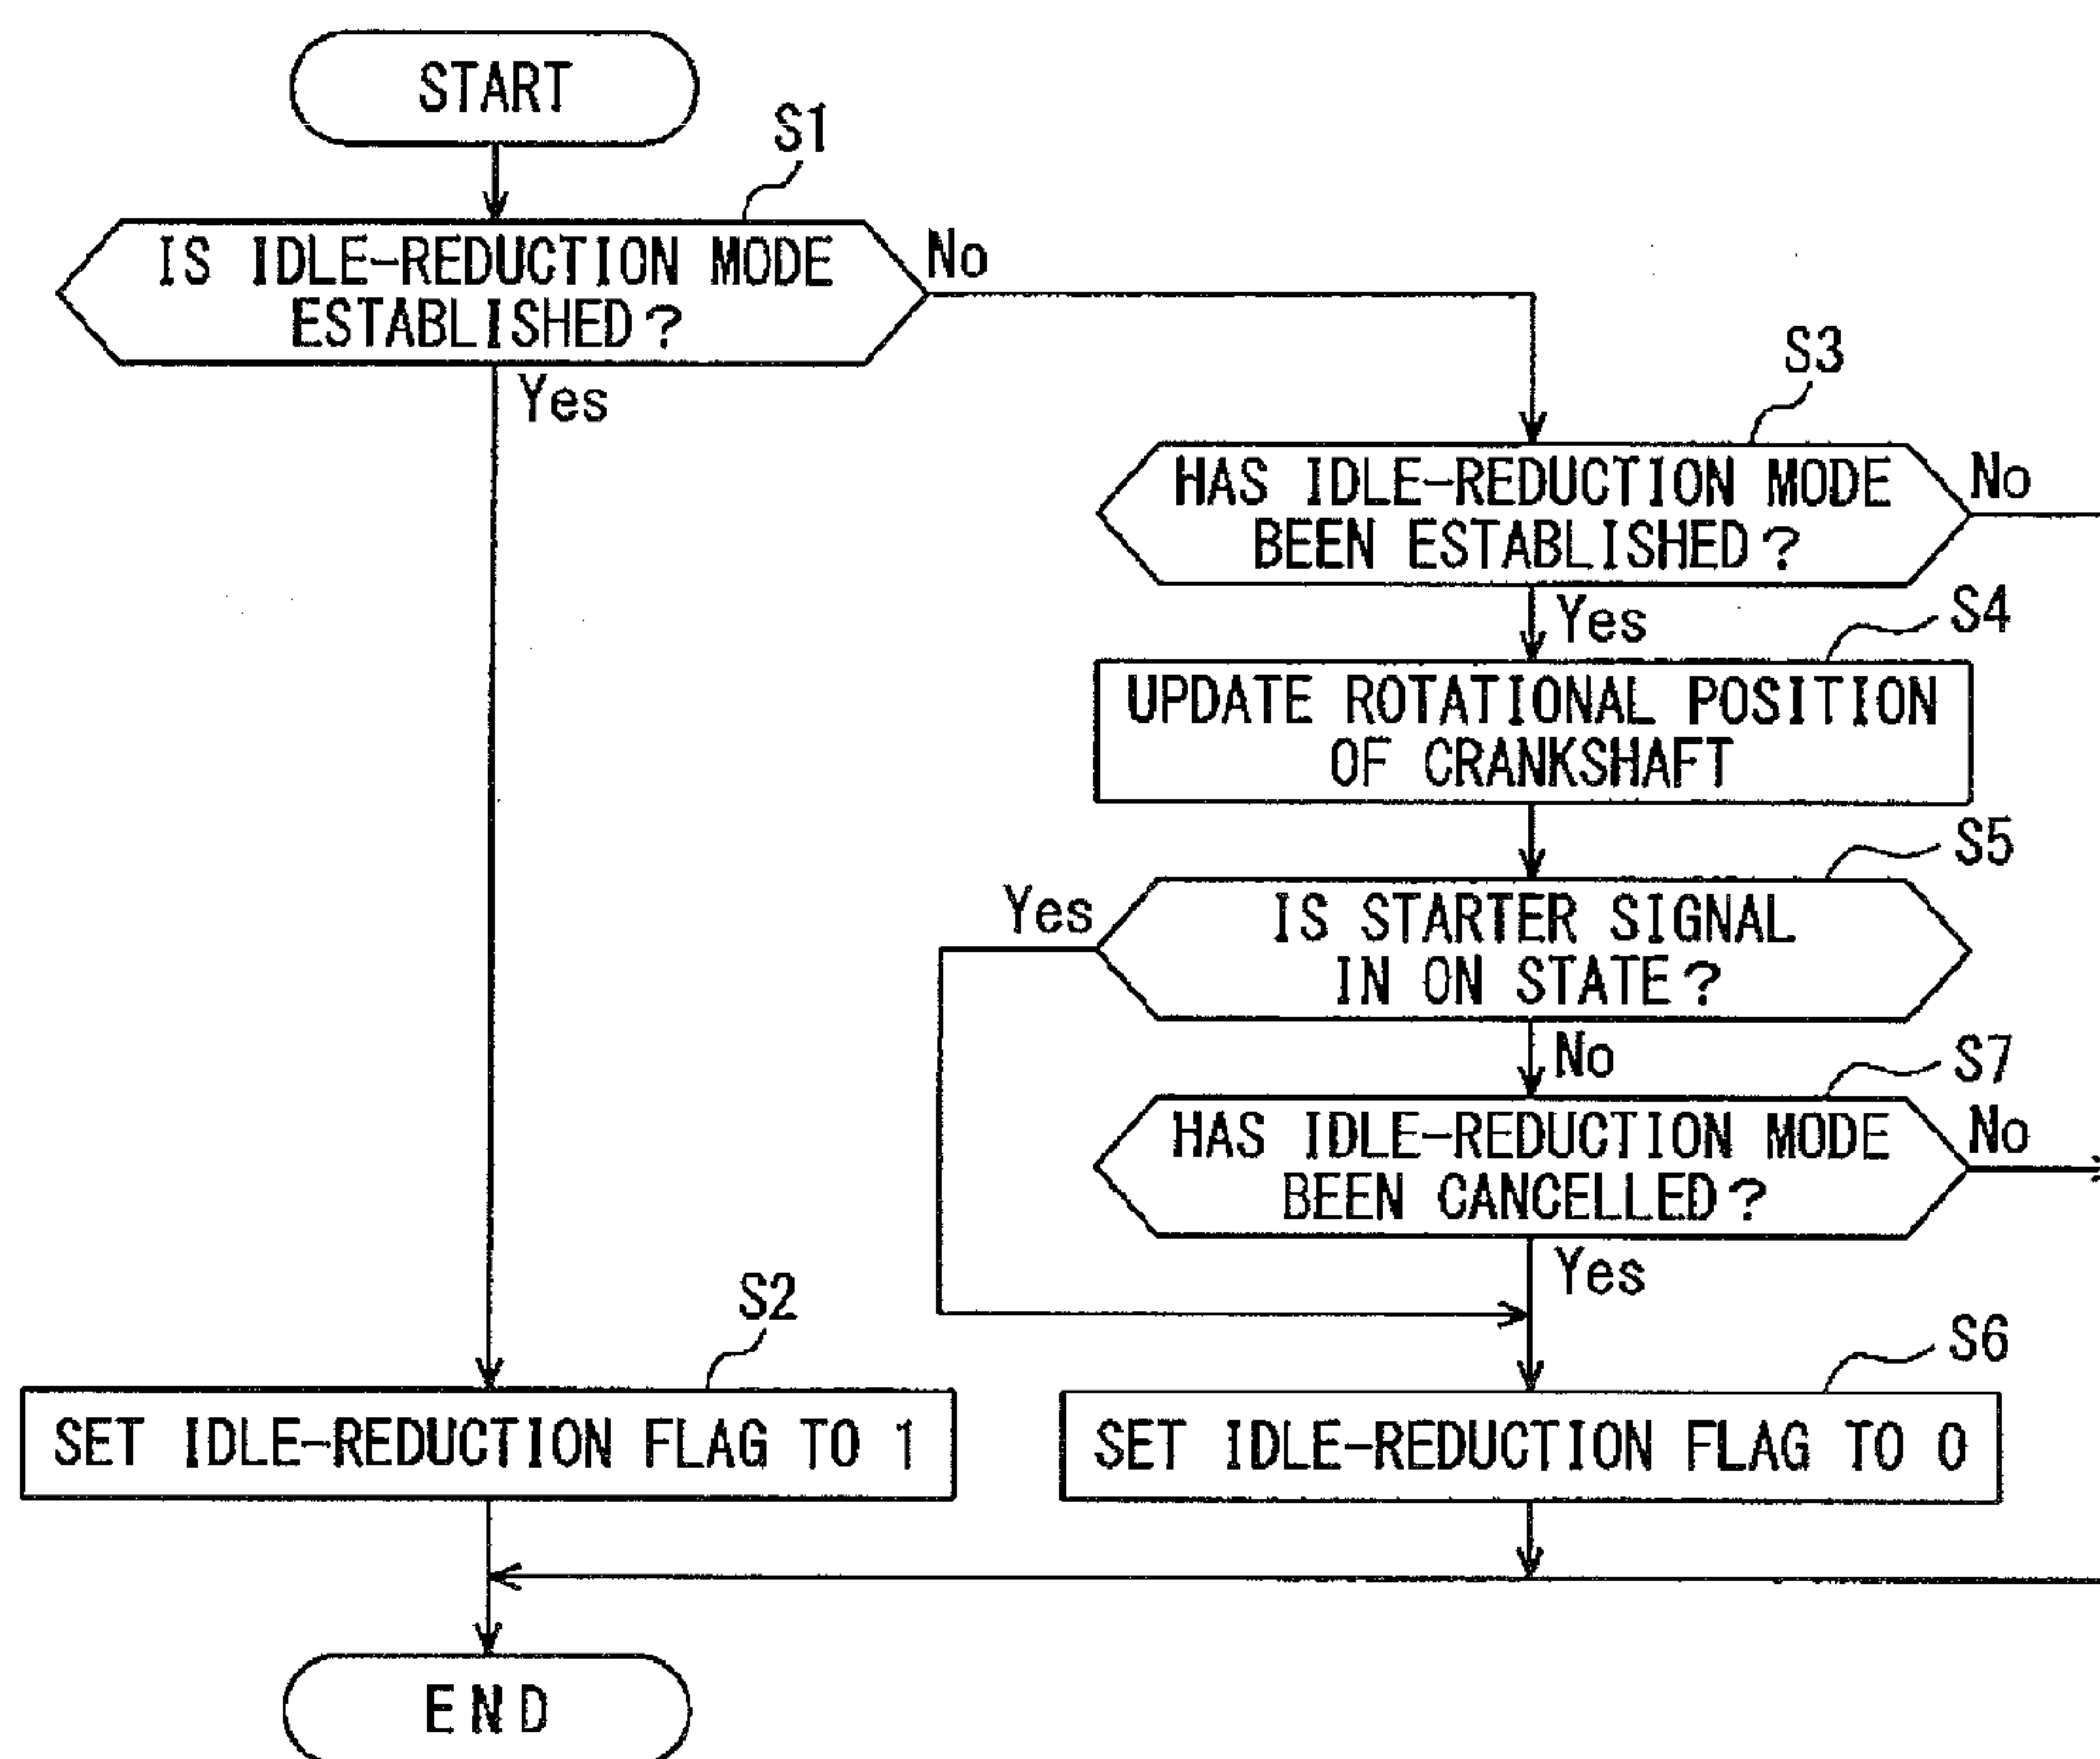 START
S1
IS IDLE-REDUCTION MODE
ESTABLISHED?
No
Yes
S3
HAS IDLE-REDUCTION MODE
BEEN ESTABLISHED?
No
Yes
S4
UPDATE ROTATIONAL POSITION
OF CRANKSHAFT
S5
Yes
IS STARTER SIGNAL
IN ON STATE?
No
S7
HAS IDLE-REDUCTION MODE
BEEN CANCELLED?
No
Yes
S2
SET IDLE-REDUCTION FLAG TO 1
S6
SET IDLE-REDUCTION FLAG TO 0
END